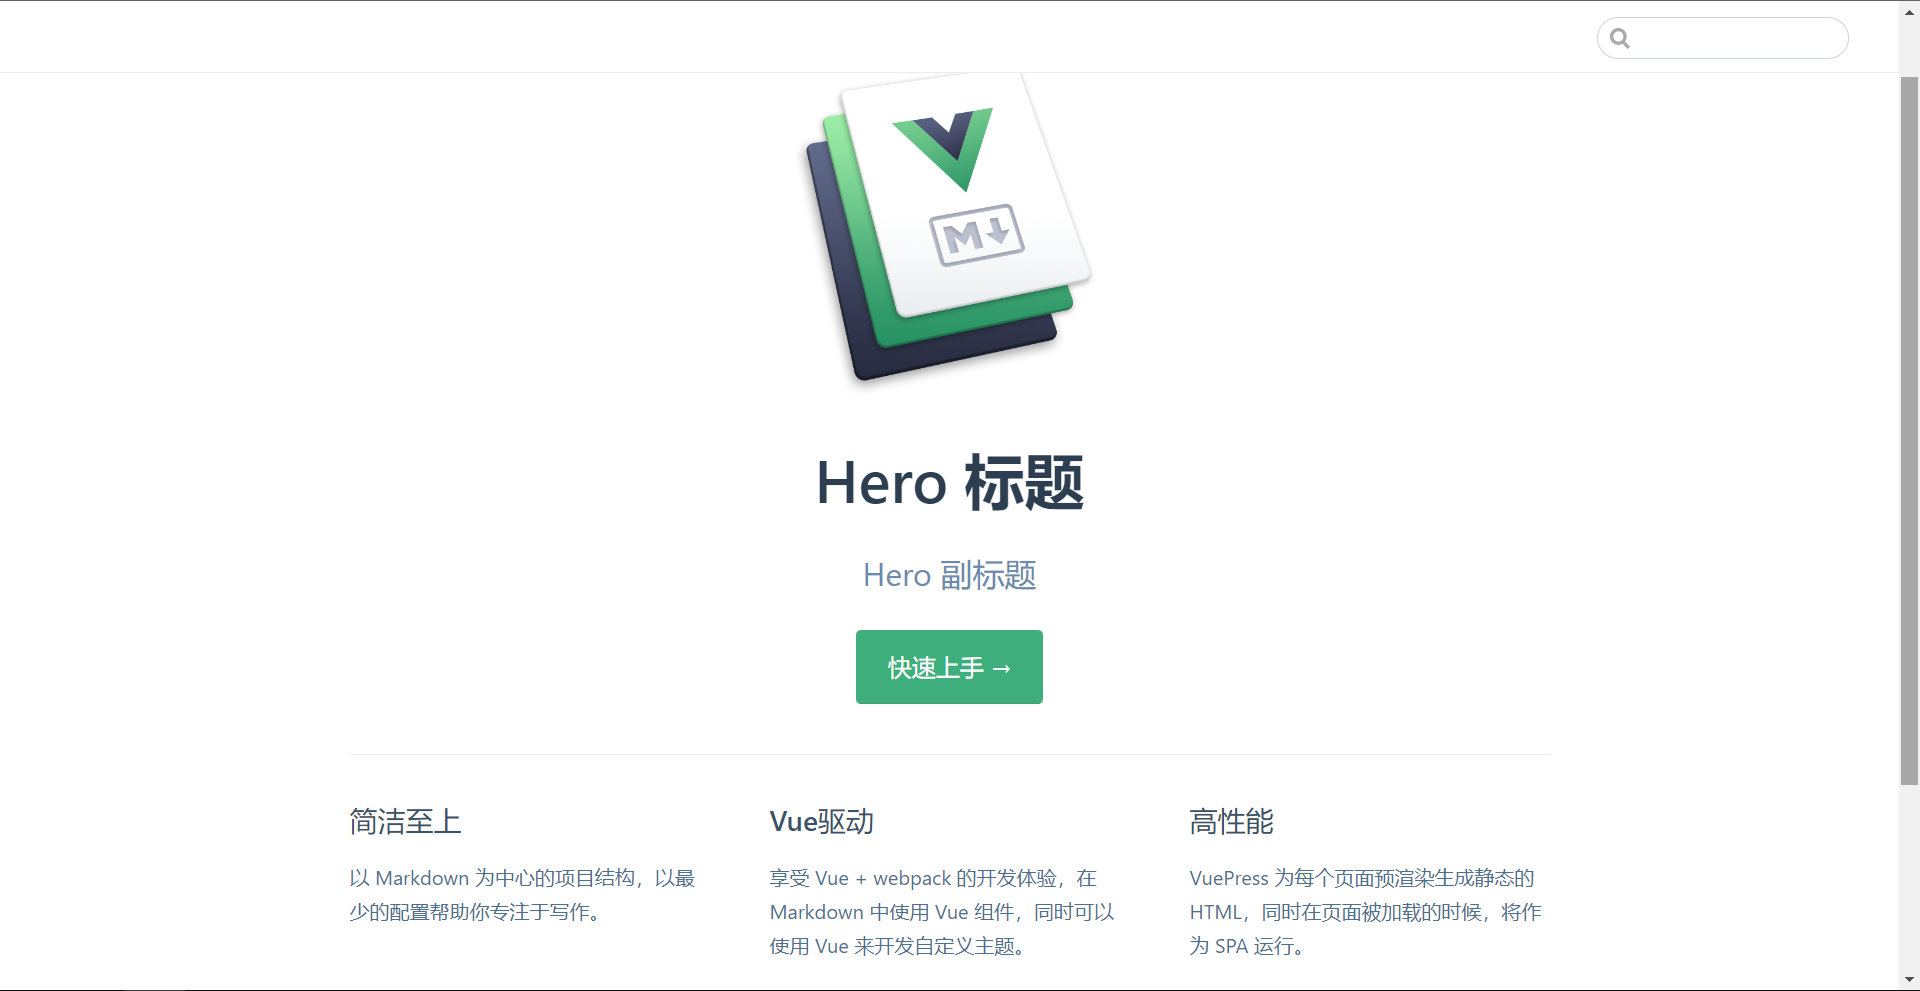 M
Hero 标题
Hero 副标题
快速上手 →
简洁至上
以 Markdown 为中心的项目结构，以最
少的配置帮助你专注于写作。
Vue驱动
享受 Vue + webpack 的开发体验，在
Markdown 中使用 Vue 组件，同时可以
使用 Vue 来开发自定义主题。
高性能
VuePress 为每个页面预渲染生成静态的
HTML，同时在页面被加载的时候，将作
为 SPA 运行。